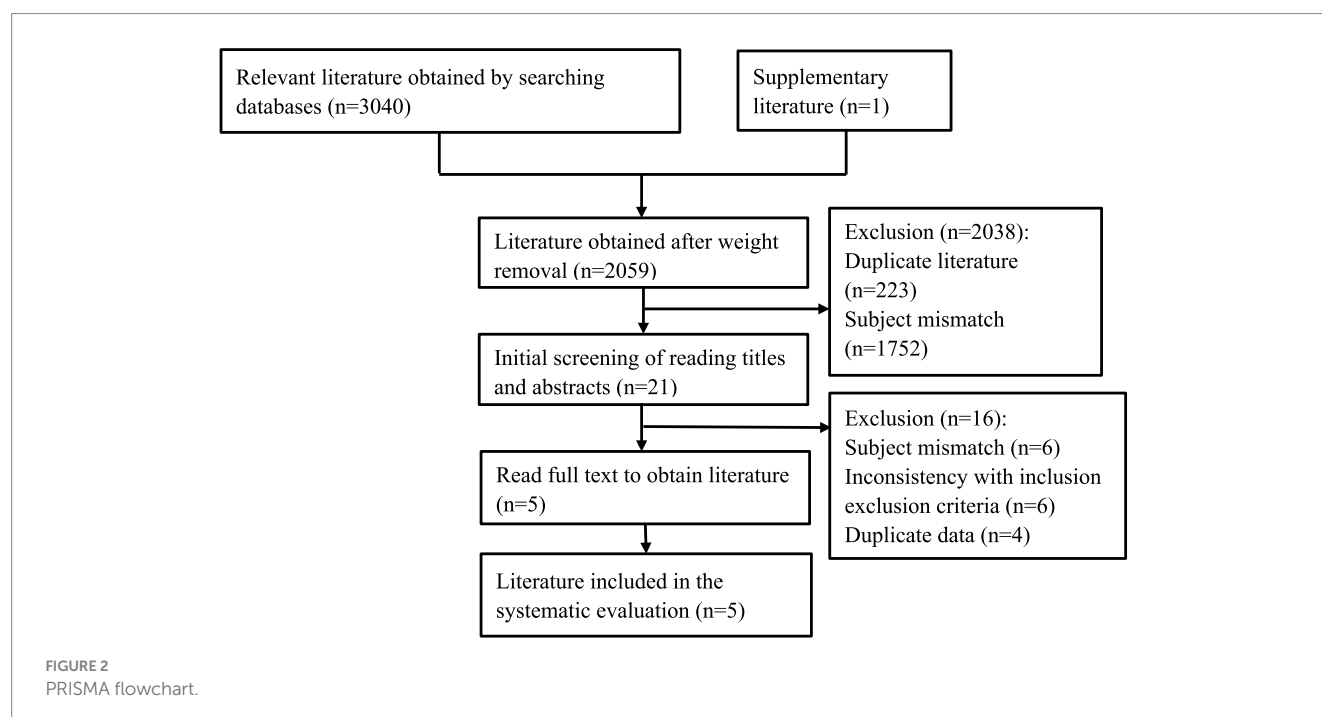 Relevant literature obtained by searching
databases (n=3040)
Supplementary
literature (n=1)
Literature obtained after weight
removal (n=2059)
Exclusion (n=2038):
Duplicate literature
(n=223)
Subject mismatch
(n=1752)
Initial screening of reading titles
and abstracts (n=21)
Exclusion (n=16):
Subject mismatch (n=6)
Inconsistency with inclusion
exclusion criteria (n=6)
Duplicate data (n=4)
Read full text to obtain literature
(n=5)
Literature included in the
systematic evaluation (n=5)
FIGURE 2
PRISMA flowchart.